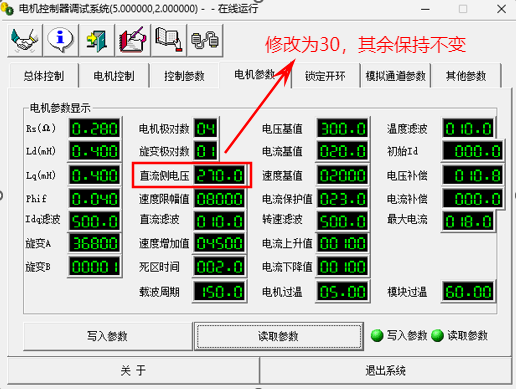 电机控制器调试系统(5.000000,2.000000) - - 在线运行
修改为30，其余保持不变
总体控制 电机控制 控制参数 电机参数 锁定开环 模拟通道参数 其他参数
电机参数显示
Rs(Ω) 0.280 电机极对数 04 电压基值 300.0 温度滤波 010.0
Ld(mH) 0.400 旋变极对数 01 电流基值 020.0 初始Id 000.0
Lq(mH) 0.400 直流侧电压 270.0 速度基值 02000 电压补偿 010.8
Phif 0.040 速度限幅值 08000 电流保护值 023.0 电流补偿 000.0
Idq滤波 500.0 直流滤波 010.0 转速滤波 500.0 最大电流 018.0
旋变A 36800 速度增加值 04500 电流上升值 00100
旋变B 00001 死区时间 002.0 电流下降值 00100
载波周期 150.0 电机过温 05.00 模块过温 60.00
写入参数 读取参数 写入参数 读取参数
关 于 退出系统